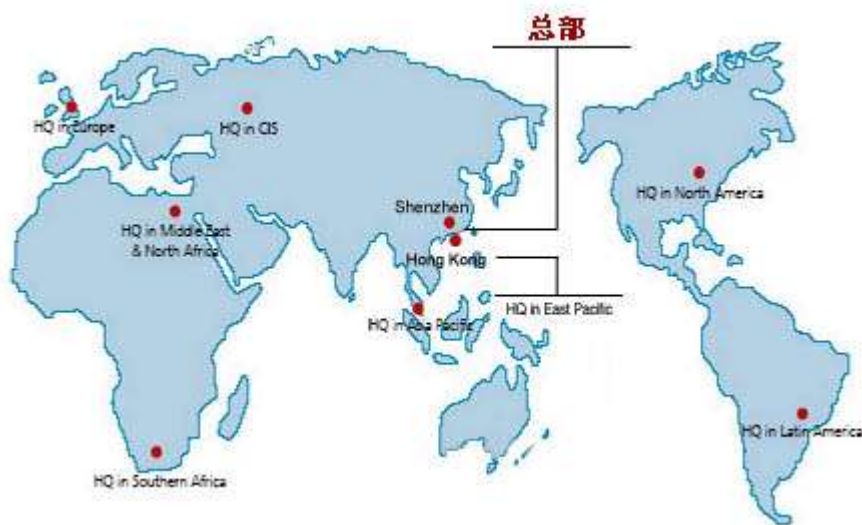 总部
HQ in Europe
HQ in CIS
HQ in North America
Shenzhen
HQ in Middle East
& North Africa
Hong Kong
HQ in East Pacific
HQ in Asia Pacific
HQ in Latin America
HQ in Southern Africa